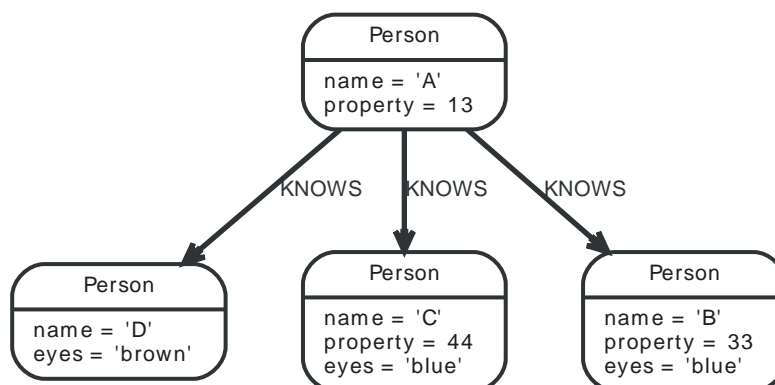 Person
name = 'A'
property = 13
KNOWS
KNOWS
KNOWS
Person
name = 'D'
eyes = 'brown'
Person
name = 'C'
property = 44
eyes = 'blue'
Person
name = 'B'
property = 33
eyes = 'blue'